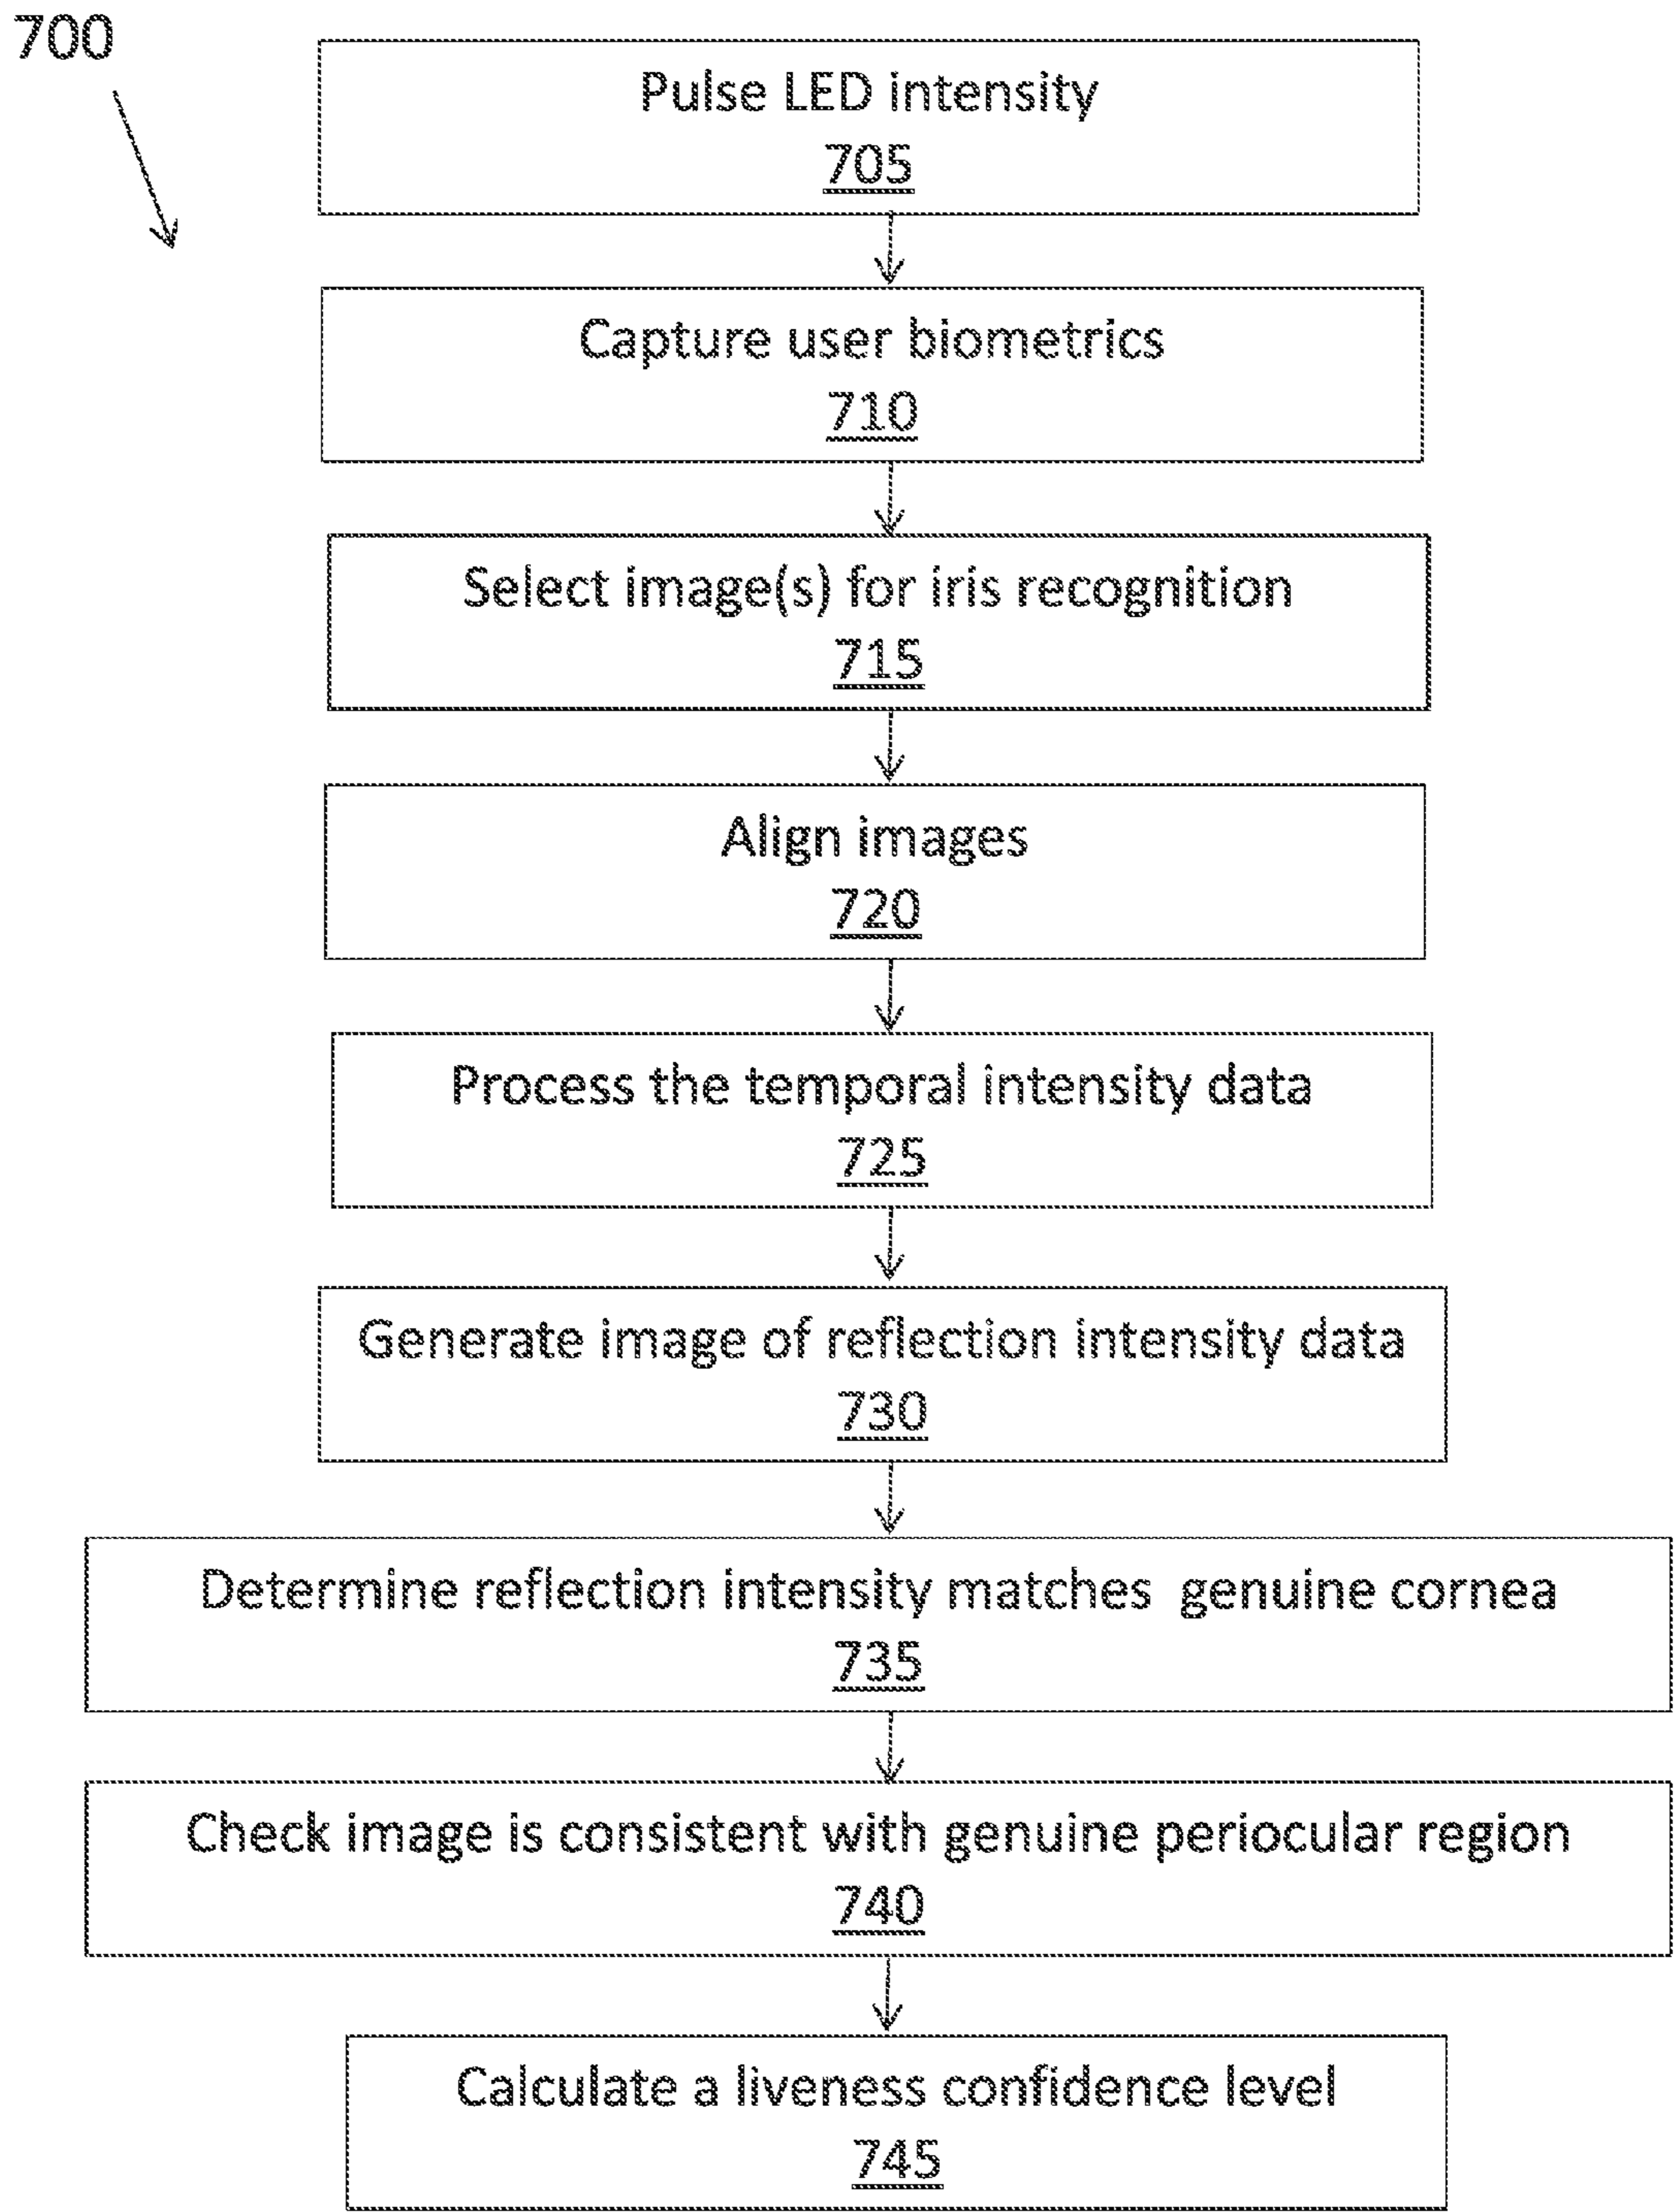 700
Pulse LED intensity
705
Capture user biometrics
710
Select image(s) for iris recognition
715
Align images
720
Process the temporal intensity data
725
Generate image of reflection intensity data
730
Determine reflection intensity matches genuine cornea
735
Check image is consistent with genuine periocular region
740
Calculate a liveness confidence level
745